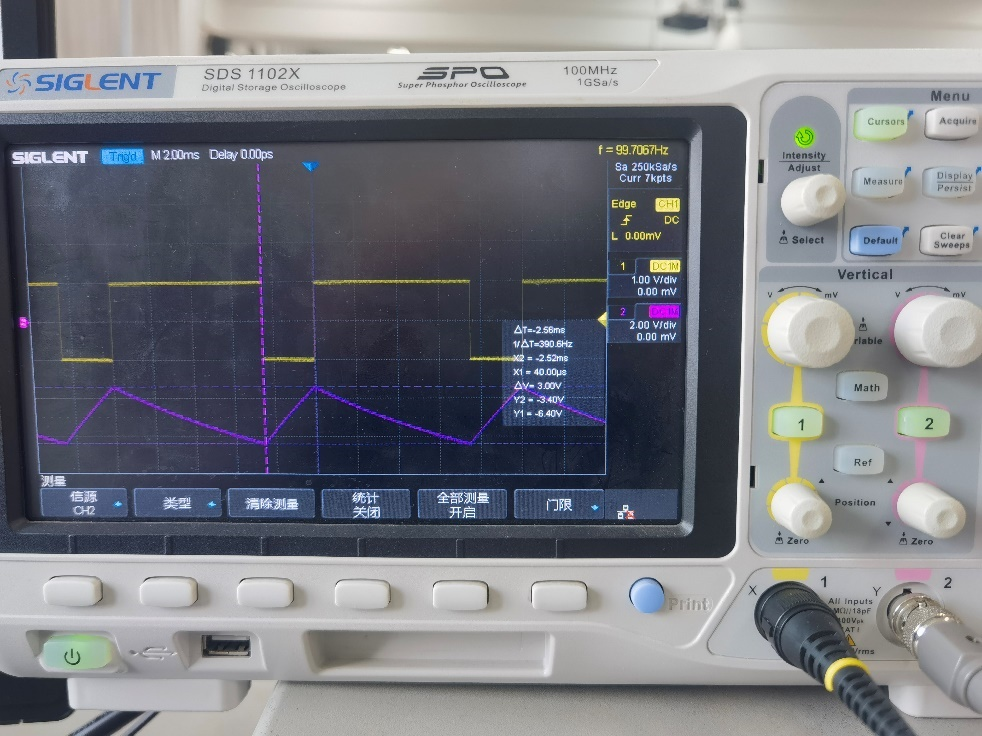 SIGLENT
SDS 1102X
Digital Storage Oscilloscope
SPO
Super Phosphor Oscilloscope
100MHz
1GSa/s
SIGLENT Trig'd M 2.00ms Delay 0.00ps
f = 99.7067Hz
Sa 250kSa/s
Curr 7kpts
Edge CH1
DC
L 0.00mV
1 DC1M
1.00 V/div
0.00 mV
2 DC1M
2.00 V/div
0.00 mV
ΔT=-2.56ms
1/ΔT=390.6Hz
X2 = -2.52ms
X1 = 40.00µs
ΔV= 3.00V
Y2 = -3.40V
Y1 = -6.40V
测量
信源
CH2
类型
清除测量
统计
关闭
全部测量
开启
门限
Intensity
Adjust
Select
Menu
Cursors
Acquire
Measure
Display
Persist
Default
Clear
Sweeps
Vertical
V mV
V mV
Variable
Math
1
2
Ref
Position
Zero
Zero
Print
X 1
Y 2
All Inputs